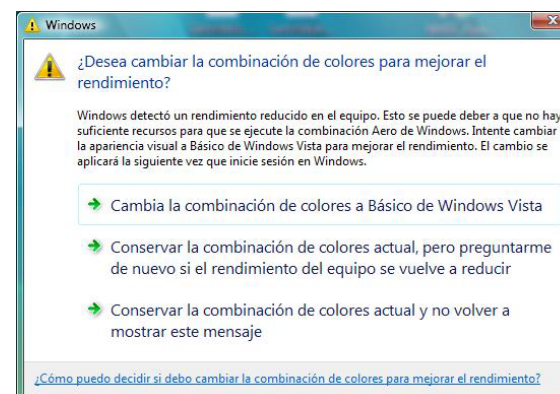 Windows
¿Desea cambiar la combinación de colores para mejorar el
rendimiento?
Windows detectó un rendimiento reducido en el equipo. Esto se puede deber a que no hay
suficiente recursos para que se ejecute la combinación Aero de Windows. Intente cambiar
la apariencia visual a Básico de Windows Vista para mejorar el rendimiento. El cambio se
aplicará la siguiente vez que inicie sesión en Windows.
Cambia la combinación de colores a Básico de Windows Vista
Conservar la combinación de colores actual, pero preguntarme
de nuevo si el rendimiento del equipo se vuelve a reducir
Conservar la combinación de colores actual y no volver a
mostrar este mensaje
¿Cómo puedo decidir si debo cambiar la combinación de colores para mejorar el rendimiento?